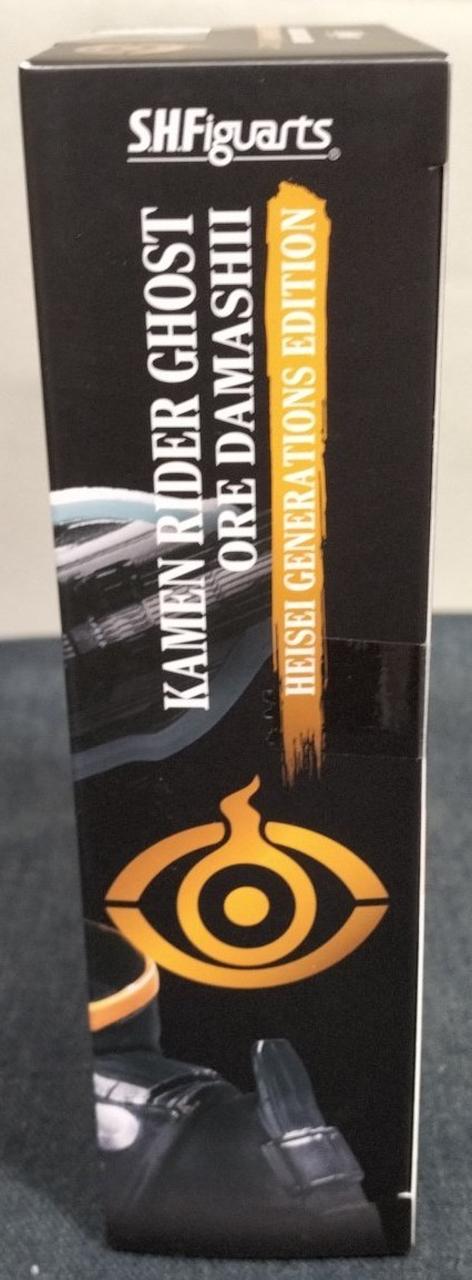 S.H.Figuarts®
KAMEN RIDER GHOST
ORE DAMASHII
HEISEI GENERATIONS EDITION